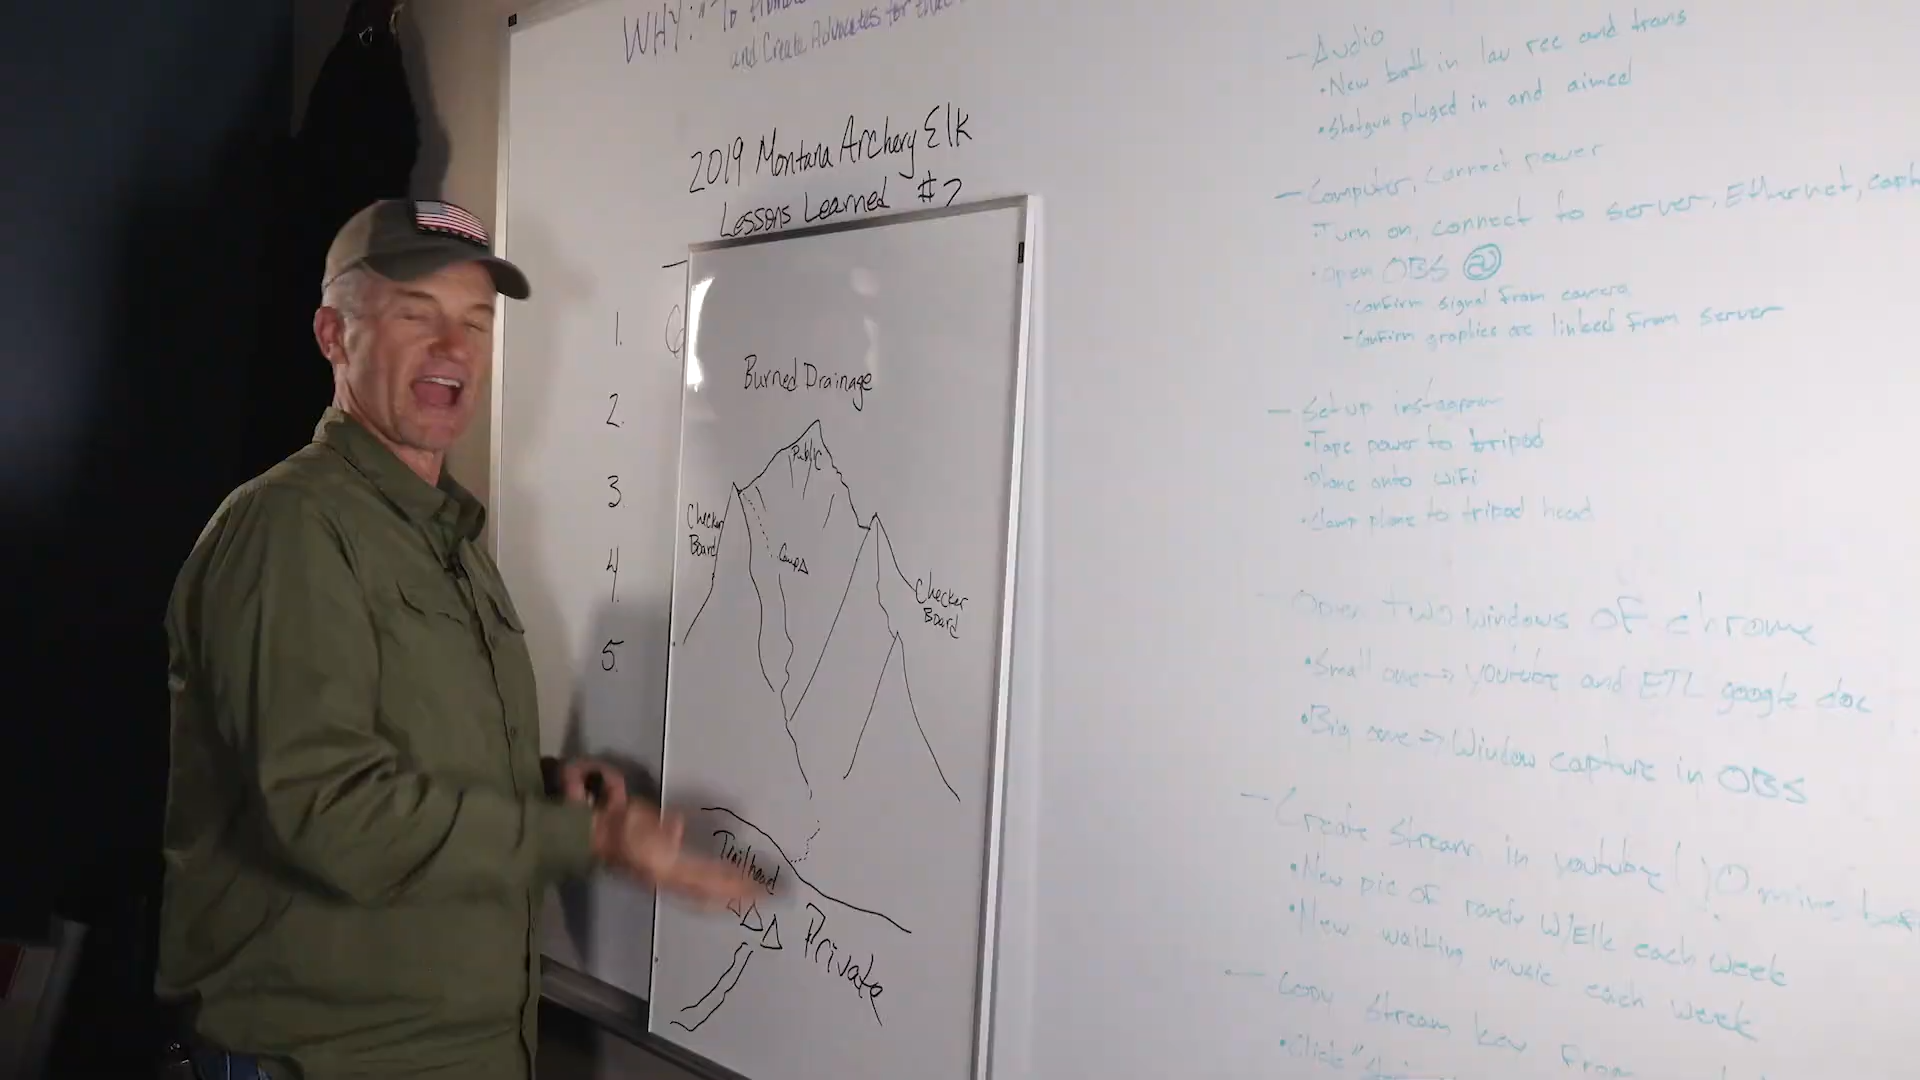 WHY: "To
and Create Advocates for that
2019 Montana Archery Elk
Lessons Learned #2
1.
2.
3.
4.
5.
Burned Drainage
Public
Checker
Board
Camp
Checker
Board
Trailhead
Private
- Audio
• New batt in lav rec and trans
• Shotgun pluged in and aimed
- Computer, connect power
• Turn on, connect to server, Ethernet,
• open OBS
- confirm signal from camera
- confirm graphics are linked from server
- Setup instagram
• Tape power to tripod
• Phone onto wifi
• Clamp phone to tripod head
- Open two windows of chrome
• Small one → youtube and ETL google doc
• Big one → Window capture in OBS
- Create Stream in youtube
• New pic of randy w/Elk each week
• New waiting music each week
- Copy Stream key from
• Click